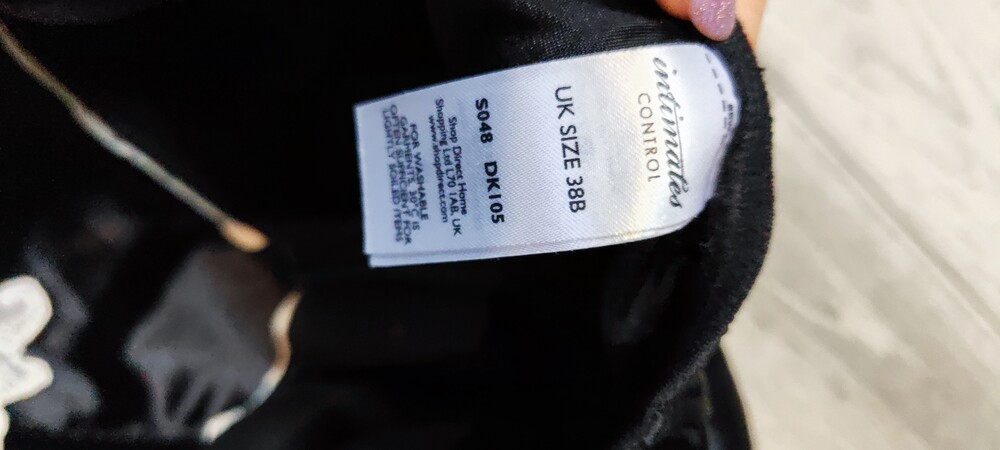 intimates
CONTROL
UK SIZE 38B
S048 DK105
Shop Direct Home
Shopping Ltd L70 1AB, UK
www.shopdirect.com
FOR WASHABLE
GARMENTS, 30°C IS
OFTEN SUFFICIENT FOR
LIGHTLY SOILED ITEMS